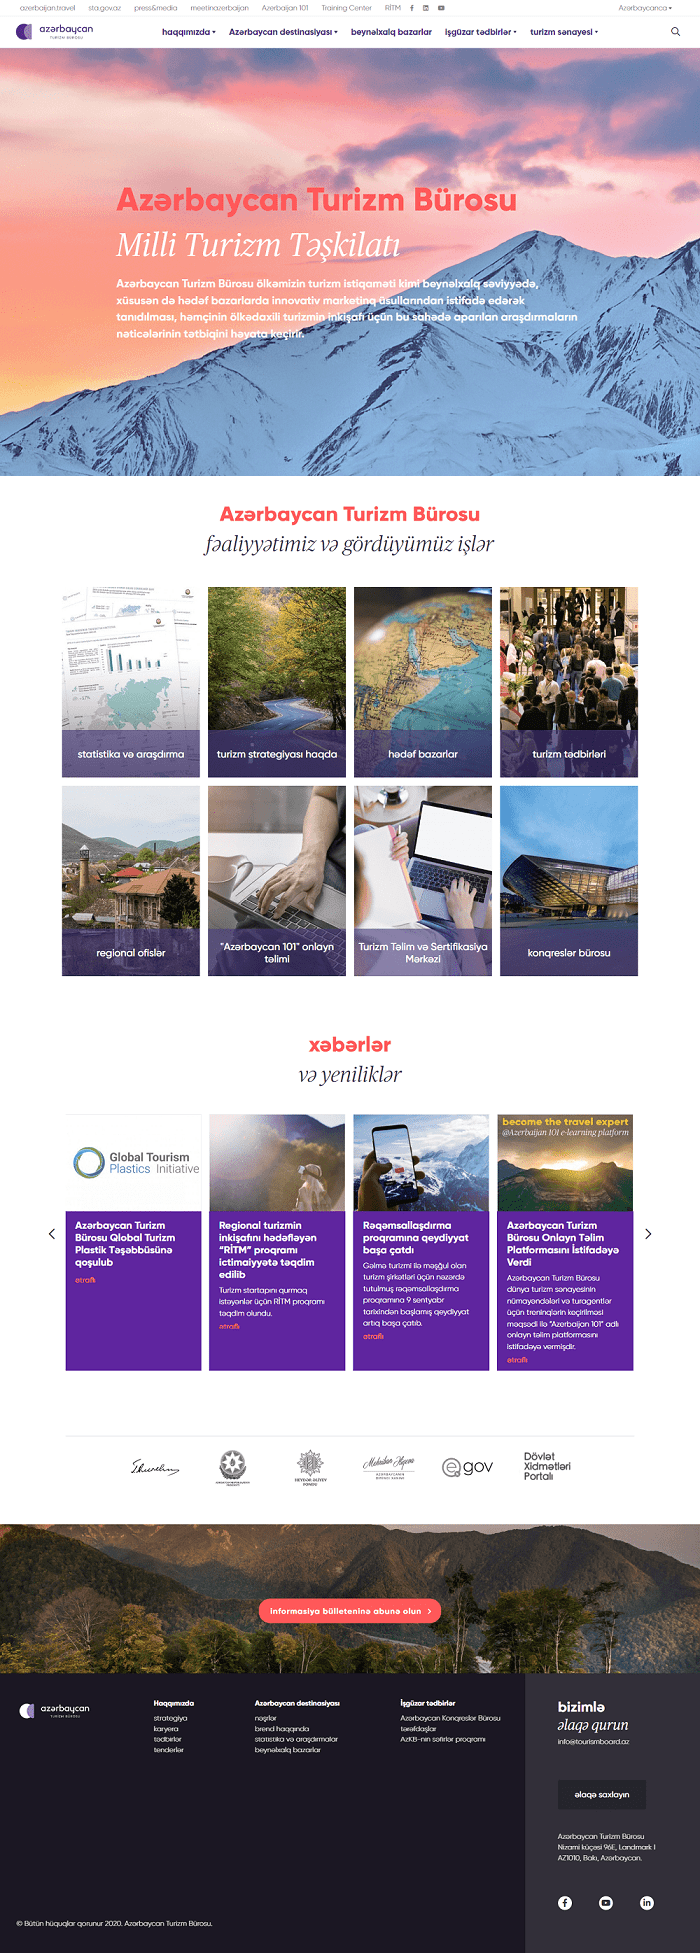 azerbaijan.travel sta.gov.az press&media meetinazerbaijan Azerbaijan 101 Training Center RİTM Azərbaycanca
azərbaycan
TURİZM BÜROSU
haqqımızda Azərbaycan destinasiyası beynəlxalq bazarlar işgüzar tədbirlər turizm sənayesi
Azərbaycan Turizm Bürosu
Milli Turizm Təşkilatı
Azərbaycan Turizm Bürosu ölkəmizin turizm istiqaməti kimi beynəlxalq səviyyədə,
xüsusən də hədəf bazarlarda innovativ marketinq üsullarından istifadə edərək
tanıdılması, həmçinin ölkədaxili turizmin inkişafı üçün bu sahədə aparılan araşdırmaların
nəticələrinin tətbiqini həyata keçirir.
Azərbaycan Turizm Bürosu
fəaliyyətimiz və gördüyümüz işlər
statistika və araşdırma
turizm strategiyası haqda
hədəf bazarlar
turizm tədbirləri
regional ofislər
"Azərbaycan 101" onlayn
təlimi
Turizm Təlim və Sertifikasiya
Mərkəzi
konqreslər bürosu
xəbərlər
və yeniliklər
Global Tourism
Plastics Initiative
Azərbaycan Turizm
Bürosu Qlobal Turizm
Plastik Təşəbbüsünə
qoşulub
ətraflı
Regional turizmin
inkişafını hədəfləyən
“RİTM” proqramı
ictimaiyyətə təqdim
edilib
Turizm startapını qurmaq
istəyənlər üçün RİTM proqramı
təqdim olundu.
ətraflı
Rəqəmsallaşdırma
proqramına qeydiyyat
başa çatdı
Gəlmə turizmi ilə məşğul olan
turizm şirkətləri üçün nəzərdə
tutulmuş rəqəmsallaşdırma
proqramına 9 sentyabr
tarixindən başlamış qeydiyyat
artıq başa çatıb.
ətraflı
become the travel expert
@Azerbaijan 101 e-learning platform
Azərbaycan Turizm
Bürosu Onlayn Təlim
Platformasını İstifadəyə
Verdi
Azərbaycan Turizm Bürosu
dünya turizm sənayesinin
nümayəndələri və turagentlər
üçün treninqlərin keçirilməsi
məqsədi ilə “Azerbaijan 101” adlı
onlayn təlim platformasını
istifadəyə vermişdir.
ətraflı
HEYDƏR ƏLİYEV
FONDU
e.gov
Dövlət
Xidmətləri
Portalı
informasiya bülleteninə abunə olun
azərbaycan
TURİZM BÜROSU
Haqqımızda
strategiya
karyera
tədbirlər
tenderlər
Azərbaycan destinasiyası
nəşrlər
brend haqqında
statistika və araşdırmalar
beynəlxalq bazarlar
İşgüzar tədbirlər
Azərbaycan Konqreslər Bürosu
tərəfdaşlar
AzKB-nin səfirlər proqramı
bizimlə
əlaqə qurun
info@tourismboard.az
əlaqə saxlayın
Azərbaycan Turizm Bürosu
Nizami küçəsi 96E, Landmark I
AZ1010, Bakı, Azərbaycan.
© Bütün hüquqlar qorunur 2020. Azərbaycan Turizm Bürosu.